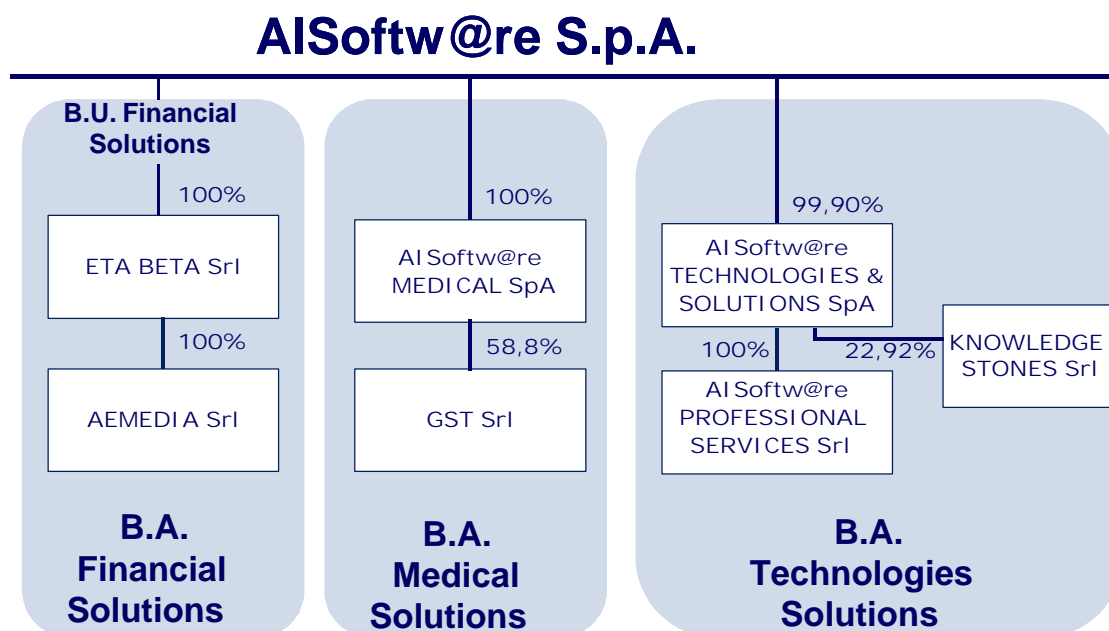 AISoftw@re S.p.A.
B.U. Financial
Solutions
100%
ETA BETA Srl
100%
AEMEDIA Srl
B.A.
Financial
Solutions
100%
AISoftw@re
MEDICAL SpA
58,8%
GST Srl
B.A.
Medical
Solutions
99,90%
AISoftw@re
TECHNOLOGIES &
SOLUTIONS SpA
100%
22,92%
KNOWLEDGE
STONES Srl
AISoftw@re
PROFESSIONAL
SERVICES Srl
B.A.
Technologies
Solutions